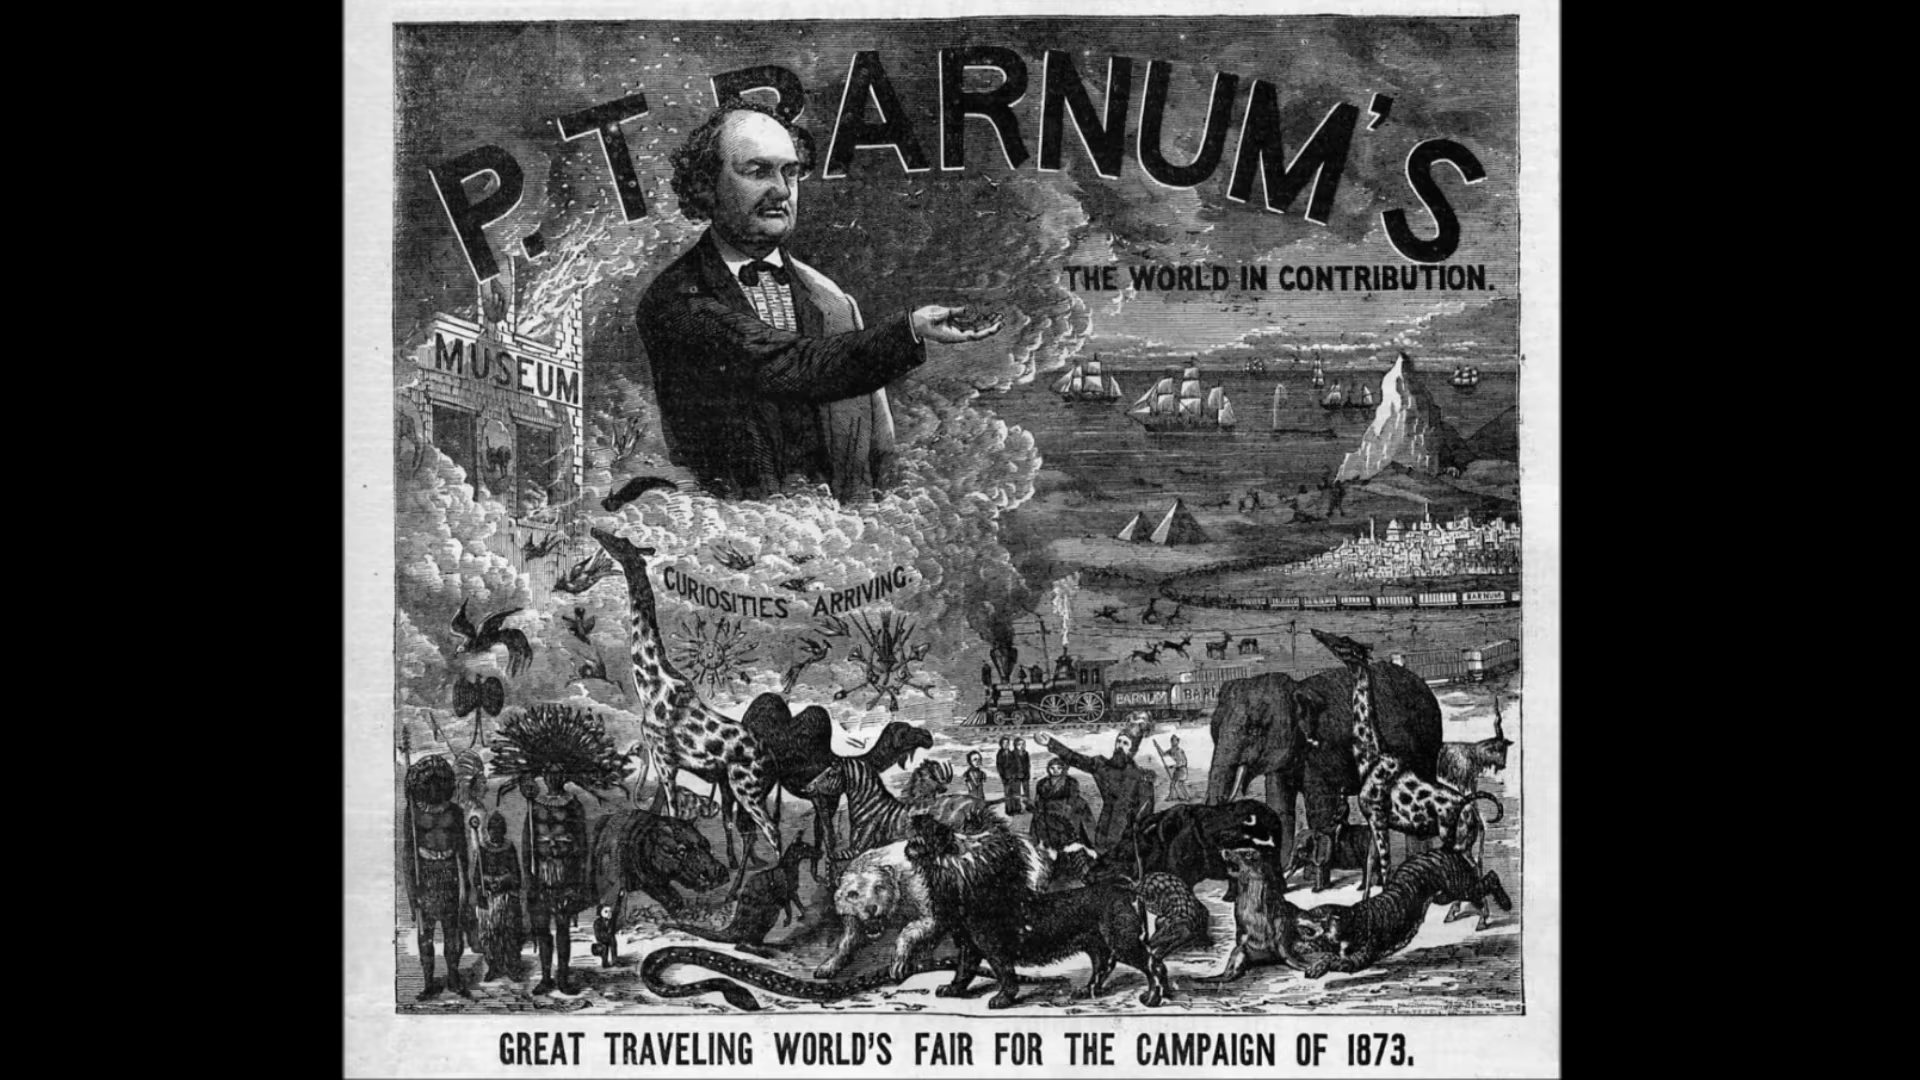 P. T. BARNUM'S
THE WORLD IN CONTRIBUTION.
MUSEUM
CURIOSITIES ARRIVING.
BARNUM
BARNUM
GREAT TRAVELING WORLD'S FAIR FOR THE CAMPAIGN OF 1873.